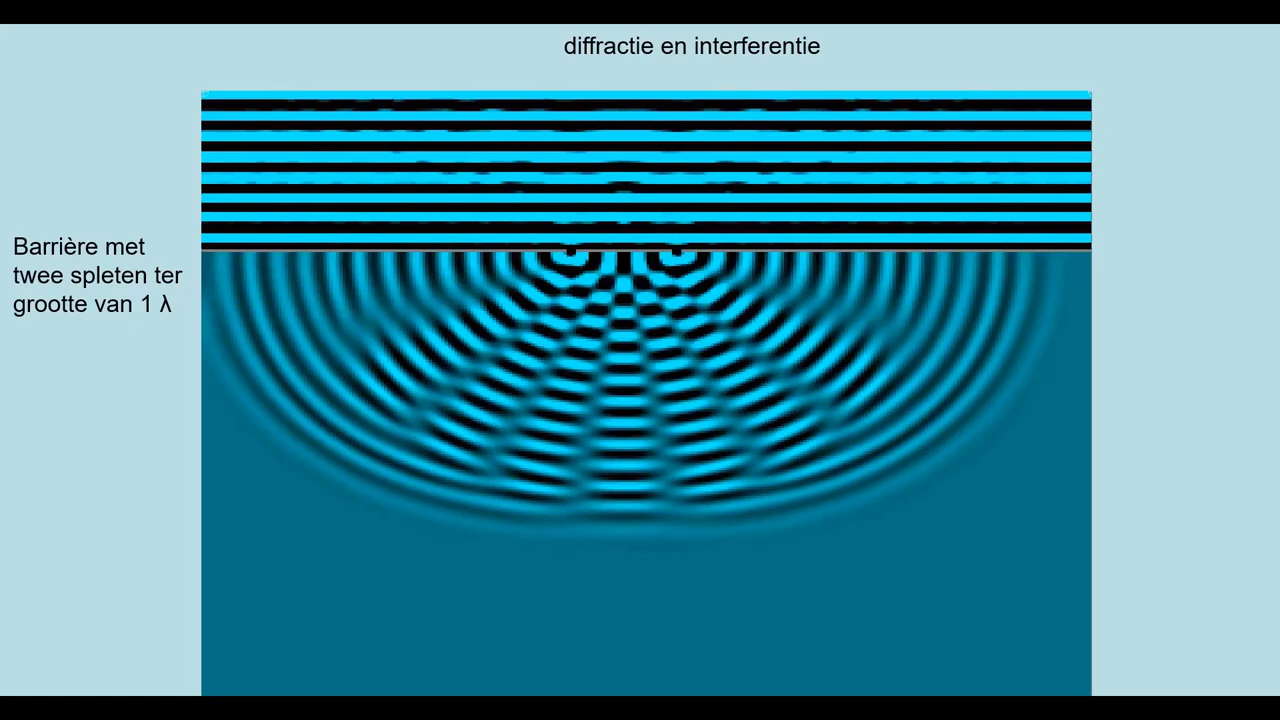 diffractie en interferentie
Barrière met
twee spleten ter
grootte van 1 λ